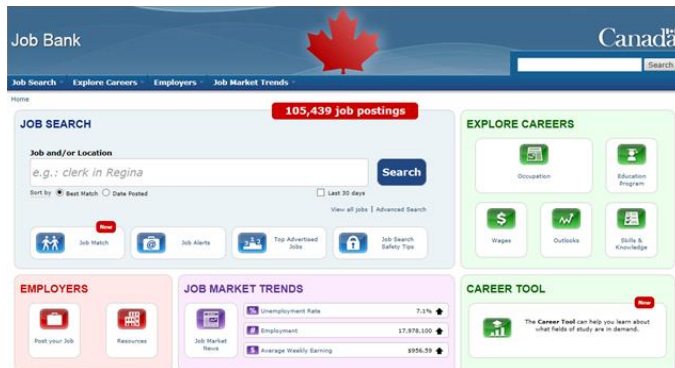 Job Bank
Canada
Search
Job Search
Explore Careers
Employers
Job Market Trends
Home
105,439 job postings
JOB SEARCH
Job and/or Location
e.g.: clerk in Regina
Search
Sort by Best Match Date Posted
Last 30 days
View all jobs | Advanced Search
New
Job Match
@
Job Alerts
Top Advertised
Jobs
Job Search
Safety Tips
EXPLORE CAREERS
Occupation
Education
Program
$
Wages
Outlooks
Skills &
Knowledge
EMPLOYERS
Post your Job
Resources
JOB MARKET TRENDS
Job Market
News
% Unemployment Rate 7.1%
# Employment 17,978,100
$ Average Weekly Earning $956.59
CAREER TOOL
New
The Career Tool can help you learn about
what fields of study are in demand.